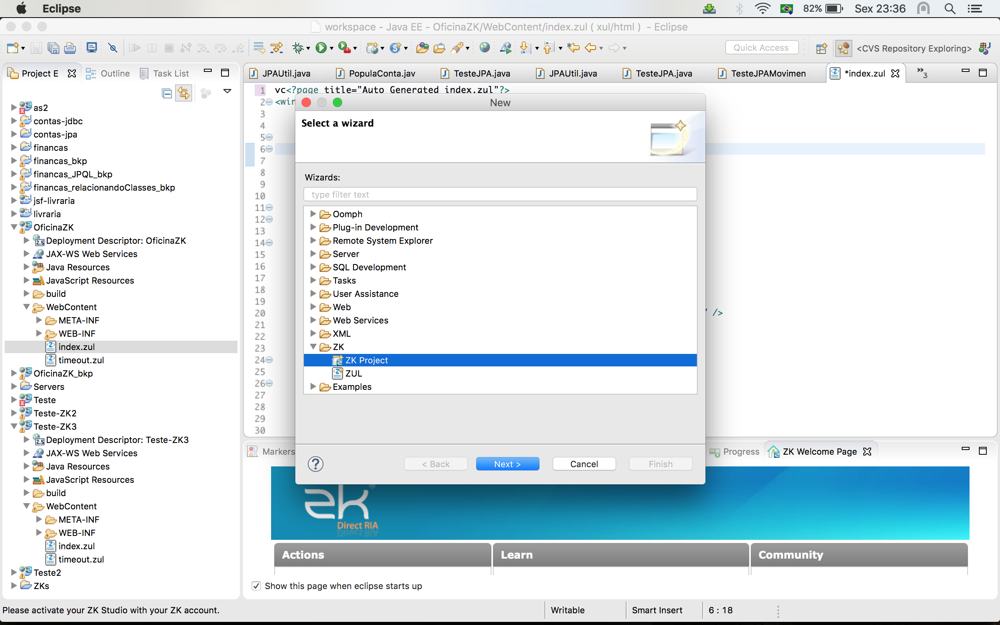 Eclipse
82%
Sex 23:36
workspace - Java EE - OficinaZK/WebContent/index.zul ( xul/html ) - Eclipse
Quick Access
<CVS Repository Exploring>
Project E
Outline
Task List
JPAUtil.java
PopulaConta.jav
TesteJPA.java
JPAUtil.java
TesteJPA.java
TesteJPAMovimen
*index.zul
»3
as2
contas-jdbc
contas-jpa
financas
financas_bkp
financas_JPQL_bkp
financas_relacionandoClasses_bkp
jsf-livraria
livraria
OficinaZK
Deployment Descriptor: OficinaZK
JAX-WS Web Services
Java Resources
JavaScript Resources
build
WebContent
META-INF
WEB-INF
index.zul
timeout.zul
OficinaZK_bkp
Servers
Teste
Teste-ZK2
Teste-ZK3
Deployment Descriptor: Teste-ZK3
JAX-WS Web Services
Java Resources
JavaScript Resources
build
WebContent
META-INF
WEB-INF
index.zul
timeout.zul
Teste2
ZKs
1 vc<?page title="Auto Generated index.zul"?>
2 <wir
3
4
5
6
7
8
9
10
11
12
13
14
15
16
17
18
19
20 />
21
22
23
24
25
26
27
28
29
30
New
Select a wizard
Wizards:
type filter text
Oomph
Plug-in Development
Remote System Explorer
Server
SQL Development
Tasks
User Assistance
Web
Web Services
XML
ZK
ZK Project
ZUL
Examples
?
< Back
Next >
Cancel
Finish
Markers
Progress
ZK Welcome Page
zk®
Direct RIA
Actions
Learn
Community
Show this page when eclipse starts up
Please activate your ZK Studio with your ZK account.
Writable
Smart Insert
6 : 18